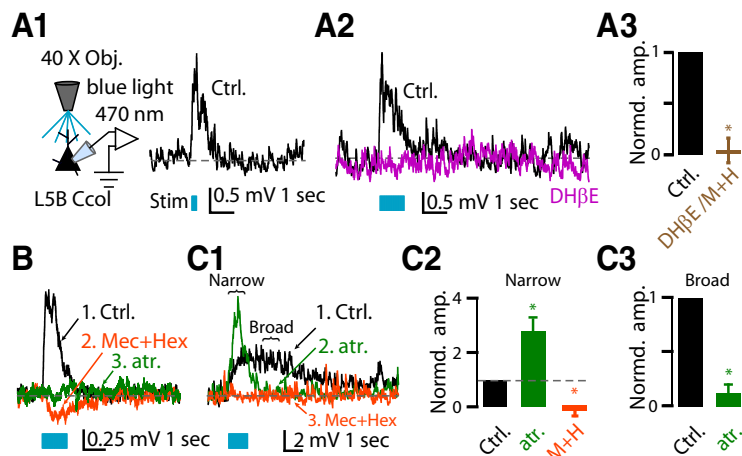 A1
40 X Obj.
blue light
470 nm
L5B Ccol
Ctrl.
Stim
0.5 mV 1 sec
A2
Ctrl.
DHβE
0.5 mV 1 sec
A3
Normd. amp.
1
0
*
Ctrl.
DHβE /M+H
B
1. Ctrl.
2. Mec+Hex
3. atr.
0.25 mV 1 sec
C1
Narrow
Broad
1. Ctrl.
2. atr.
3. Mec+Hex
2 mV 1 sec
C2
Narrow
Normd. amp.
4
2
0
*
*
Ctrl.
atr.
M+H
C3
Broad
Normd. amp.
1
0
*
Ctrl.
atr.